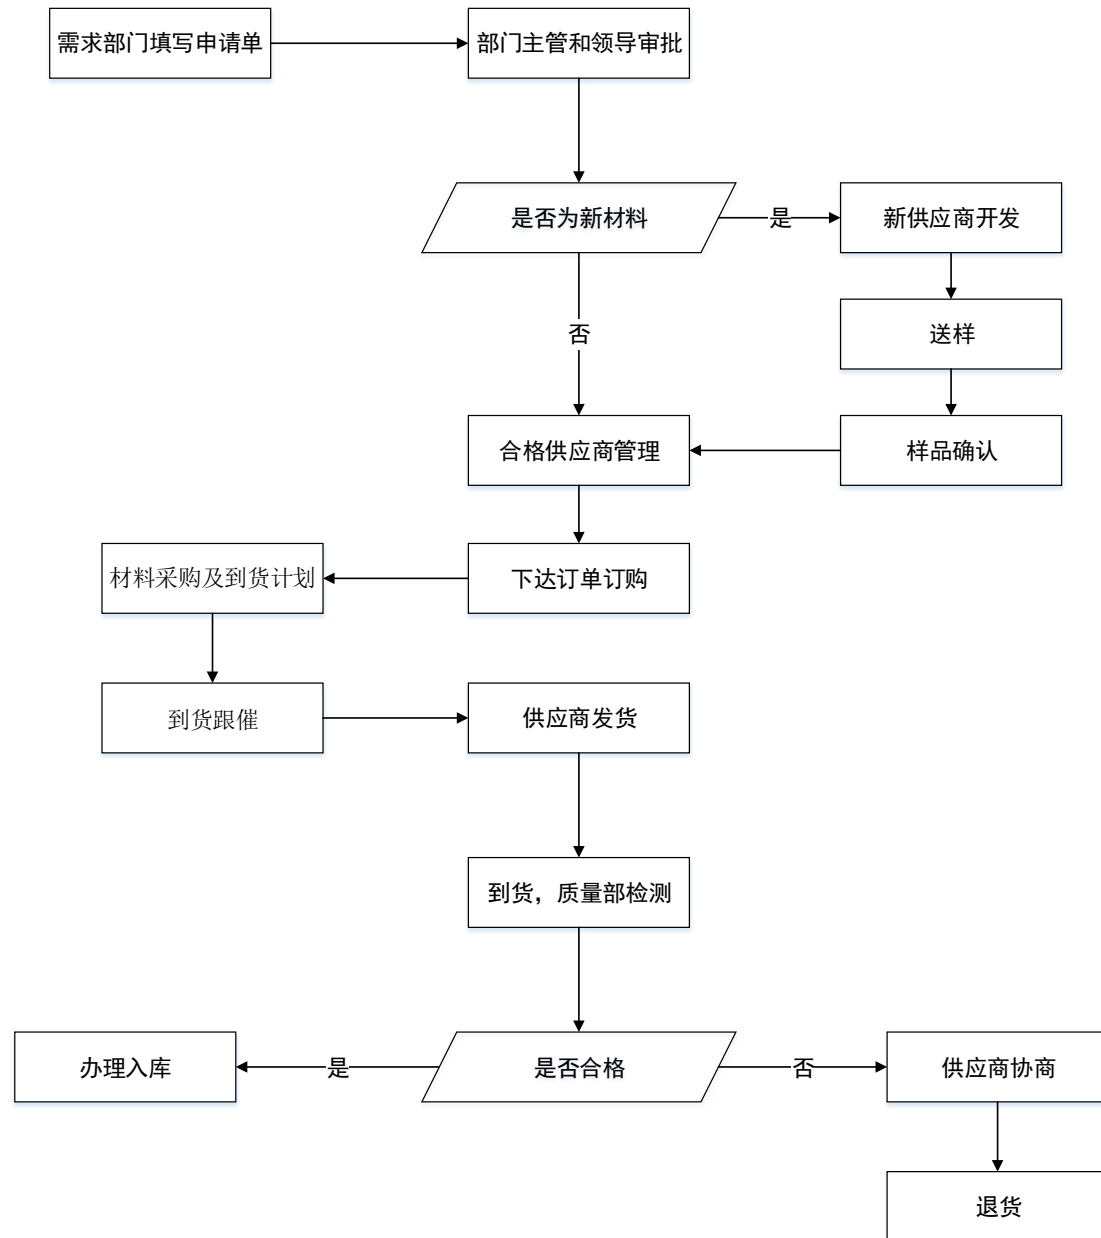 需求部门填写申请单
部门主管和领导审批
是否为新材料
是
新供应商开发
送样
否
合格供应商管理
样品确认
材料采购及到货计划
下达订单订购
到货跟催
供应商发货
到货，质量部检测
办理入库
是
是否合格
否
供应商协商
退货